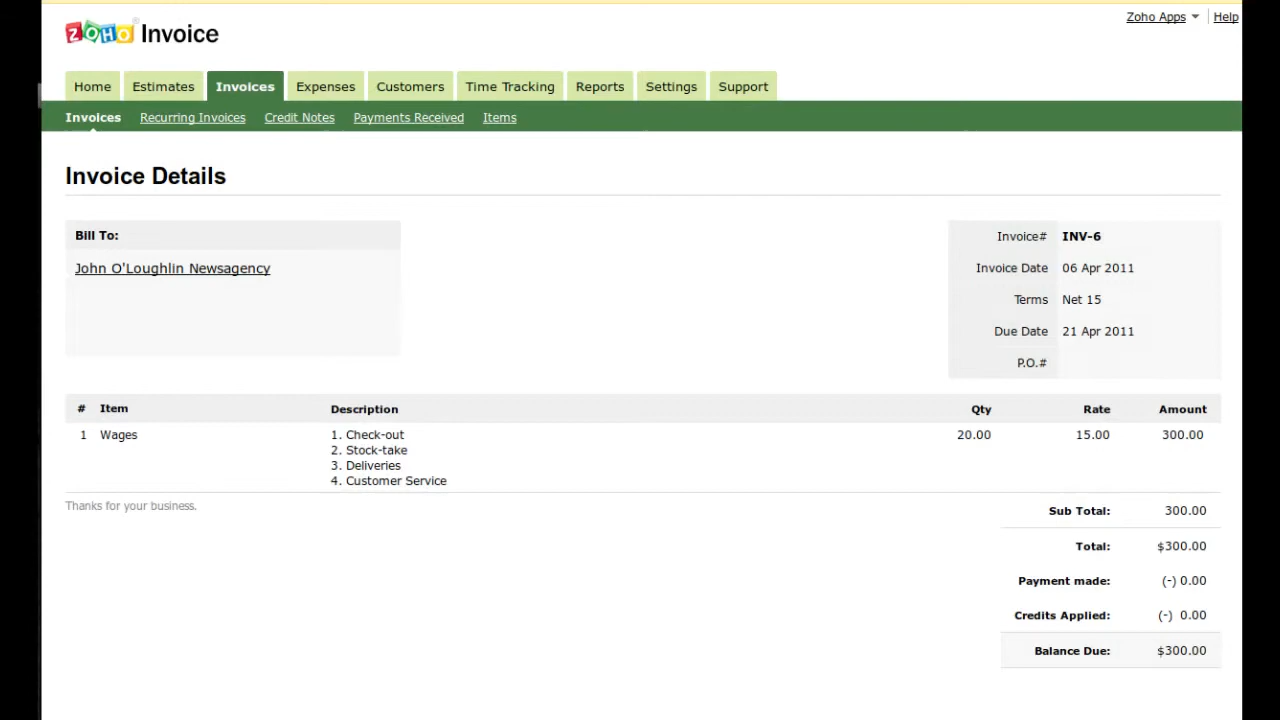 Zoho Apps Help
ZOHO® Invoice
Home Estimates Invoices Expenses Customers Time Tracking Reports Settings Support
Invoices Recurring Invoices Credit Notes Payments Received Items
Invoice Details
Bill To:
John O'Loughlin Newsagency
Invoice# INV-6
Invoice Date 06 Apr 2011
Terms Net 15
Due Date 21 Apr 2011
P.O.#
# Item Description Qty Rate Amount
1 Wages 1. Check-out 20.00 15.00 300.00
2. Stock-take
3. Deliveries
4. Customer Service
Thanks for your business.
Sub Total: 300.00
Total: $300.00
Payment made: (-) 0.00
Credits Applied: (-) 0.00
Balance Due: $300.00